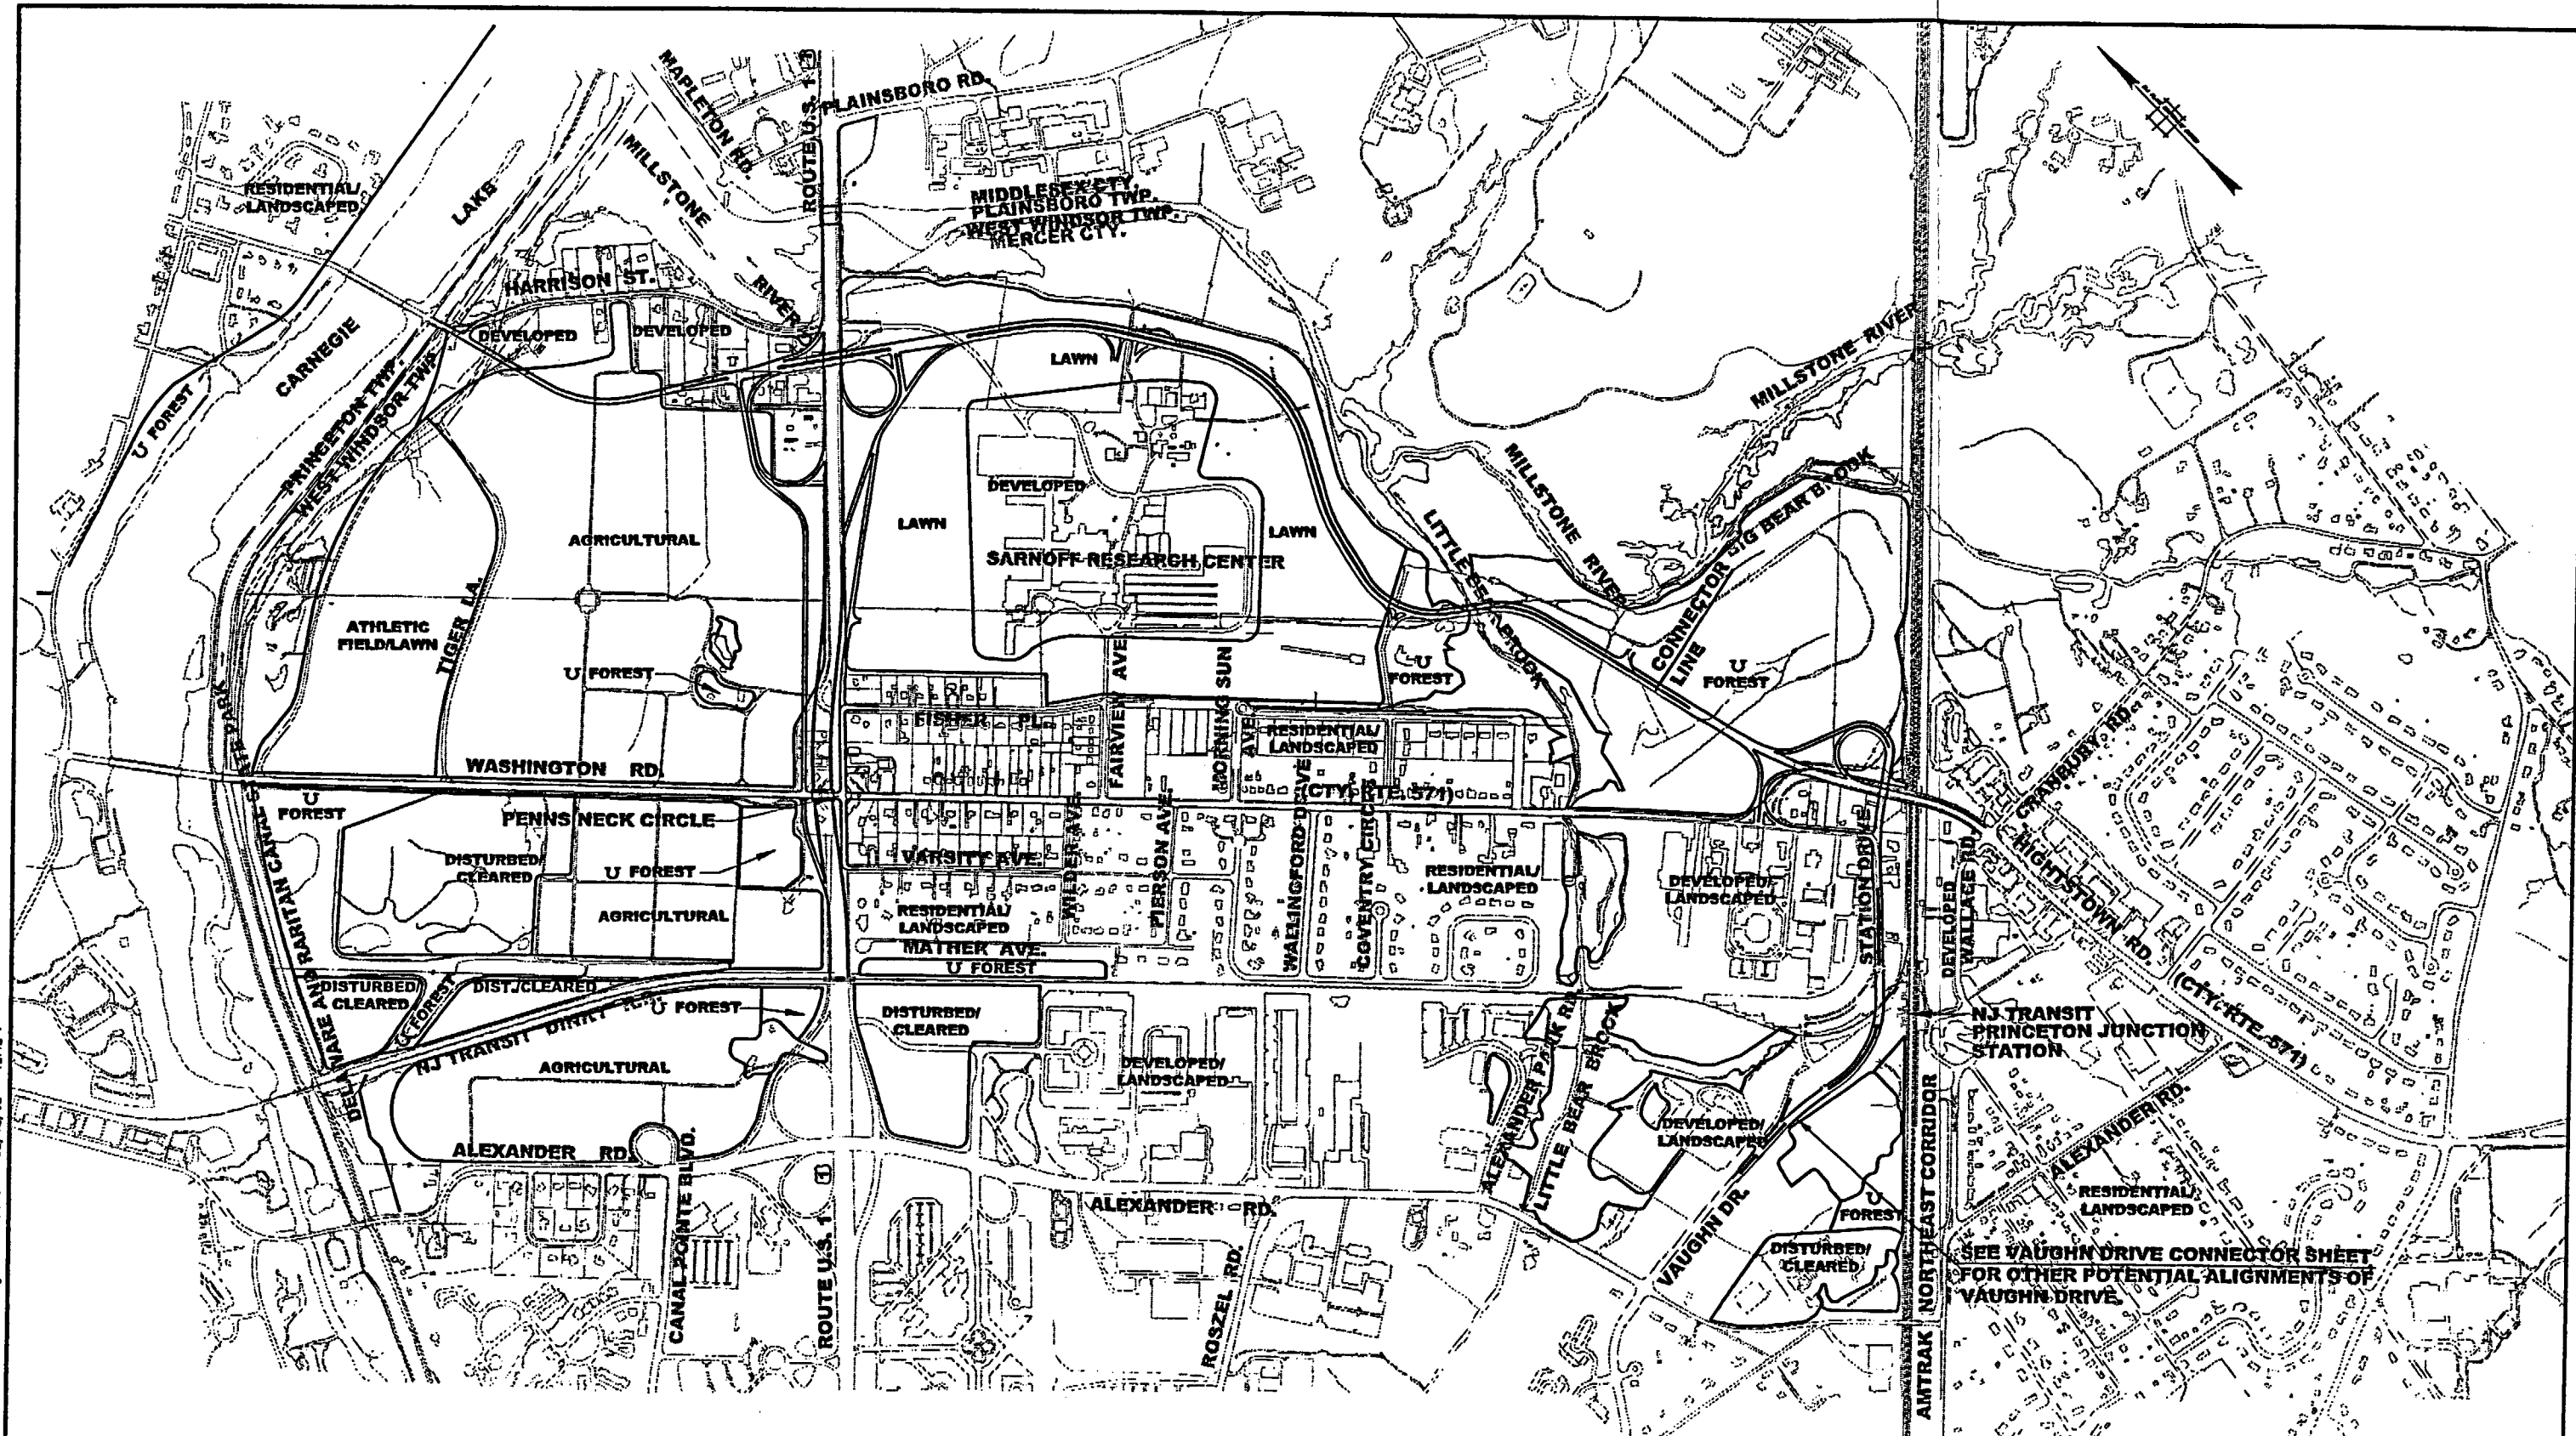 MAPLETON RD.
ROUTE U.S. 1
PLAINSBORO RD.
RESIDENTIAL/
LANDSCAPED
LAKE
CARNEGIE
MILLSTONE
RIVER
MIDDLESEX CTY.
PLAINSBORO TWP.
WEST WINDSOR TWP.
MERCER CTY.
HARRISON ST.
DEVELOPED
DEVELOPED
LAWN
U FOREST
PRINCETON TWP.
WEST WINDSOR TWP.
MILLSTONE RIVER
DEVELOPED
LAWN
LAWN
AGRICULTURAL
SARNOFF RESEARCH CENTER
MILLSTONE RIVER
LITTLE BEAR BROOK
BIG BEAR BROOK
CONNECTOR
LINE
ATHLETIC
FIELD/LAWN
TIGER LA.
U FOREST
U
FOREST
U
FOREST
FISHER PL.
FAIRVIEW AVE.
MORNING SUN
AVE.
RESIDENTIAL/
LANDSCAPED
CRANBURY RD.
WASHINGTON RD.
(CTY. RTE. 571)
U
FOREST
PENNS NECK CIRCLE
DISTURBED/
CLEARED
U FOREST
VARSITY AVE.
WILDER AVE.
PIERSON AVE.
WALLINGFORD DRIVE
COVENTRY CIRCLE
RESIDENTIAL/
LANDSCAPED
DEVELOPED/
LANDSCAPED
STATION DRIVE
DEVELOPED
WALLACE RD.
HIGHTSTOWN RD.
(CTY. RTE. 571)
AGRICULTURAL
RESIDENTIAL/
LANDSCAPED
MATHER AVE.
U FOREST
DELAWARE AND RARITAN CANAL STATE PARK
DISTURBED/
CLEARED
U FOREST
DIST./CLEARED
U FOREST
NJ TRANSIT DINKY
DISTURBED/
CLEARED
AGRICULTURAL
DEVELOPED/
LANDSCAPED
ALEXANDER PARK RD.
LITTLE BEAR BROOK
DEVELOPED/
LANDSCAPED
NJ TRANSIT
PRINCETON JUNCTION
STATION
ALEXANDER RD.
CANAL POINTE BLVD.
ROUTE U.S. 1
1
ALEXANDER RD.
ROSZEL RD.
VAUGHN DR.
U
FOREST
DISTURBED/
CLEARED
AMTRAK NORTHEAST CORRIDOR
ALEXANDER RD.
RESIDENTIAL/
LANDSCAPED
SEE VAUGHN DRIVE CONNECTOR SHEET
FOR OTHER POTENTIAL ALIGNMENTS OF
VAUGHN DRIVE.